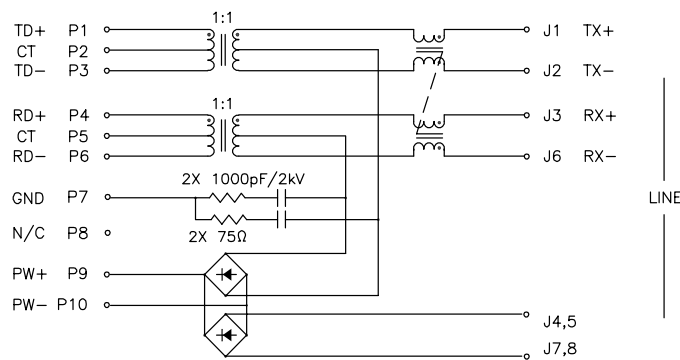 1:1
TD+ P1 J1 TX+
CT P2
TD- P3 J2 TX-
1:1
RD+ P4 J3 RX+
CT P5
RD- P6 J6 RX-
2X 1000pF/2kV
GND P7 LINE
N/C P8
2X 75Ω
PW+ P9
PW- P10
J4,5
J7,8